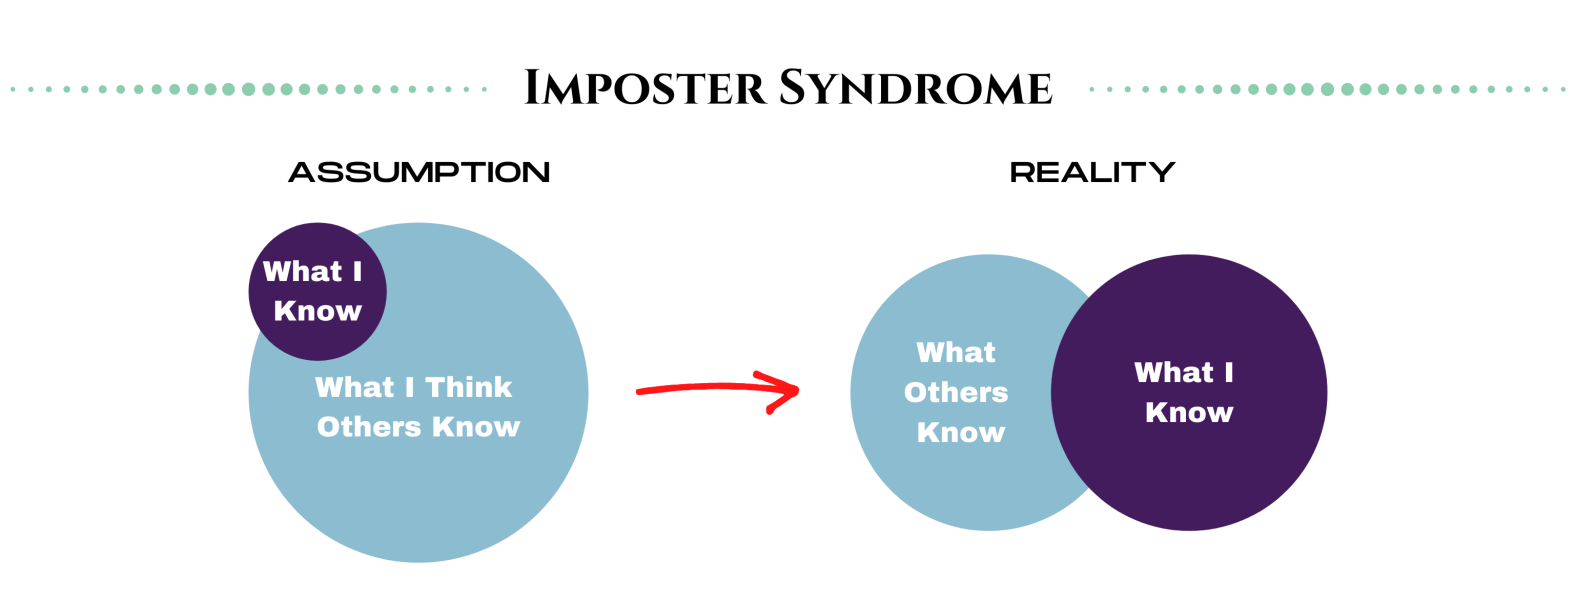 Imposter Syndrome
ASSUMPTION
What I
Know
What I Think
Others Know
REALITY
What
Others
Know
What I
Know